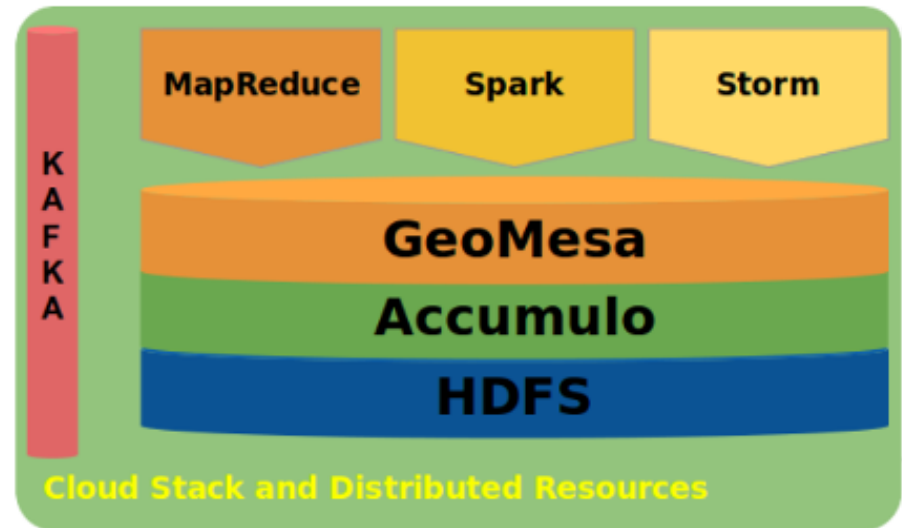 KAFKA
MapReduce
Spark
Storm
GeoMesa
Accumulo
HDFS
Cloud Stack and Distributed Resources